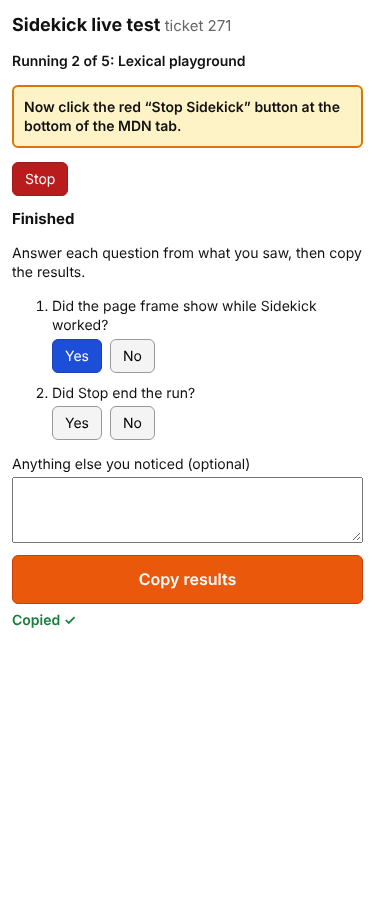 Sidekick live test ticket 271
Running 2 of 5: Lexical playground
Now click the red “Stop Sidekick” button at the
bottom of the MDN tab.
Stop
Finished
Answer each question from what you saw, then copy
the results.
1. Did the page frame show while Sidekick
worked?
Yes No
2. Did Stop end the run?
Yes No
Anything else you noticed (optional)
Copy results
Copied ✓